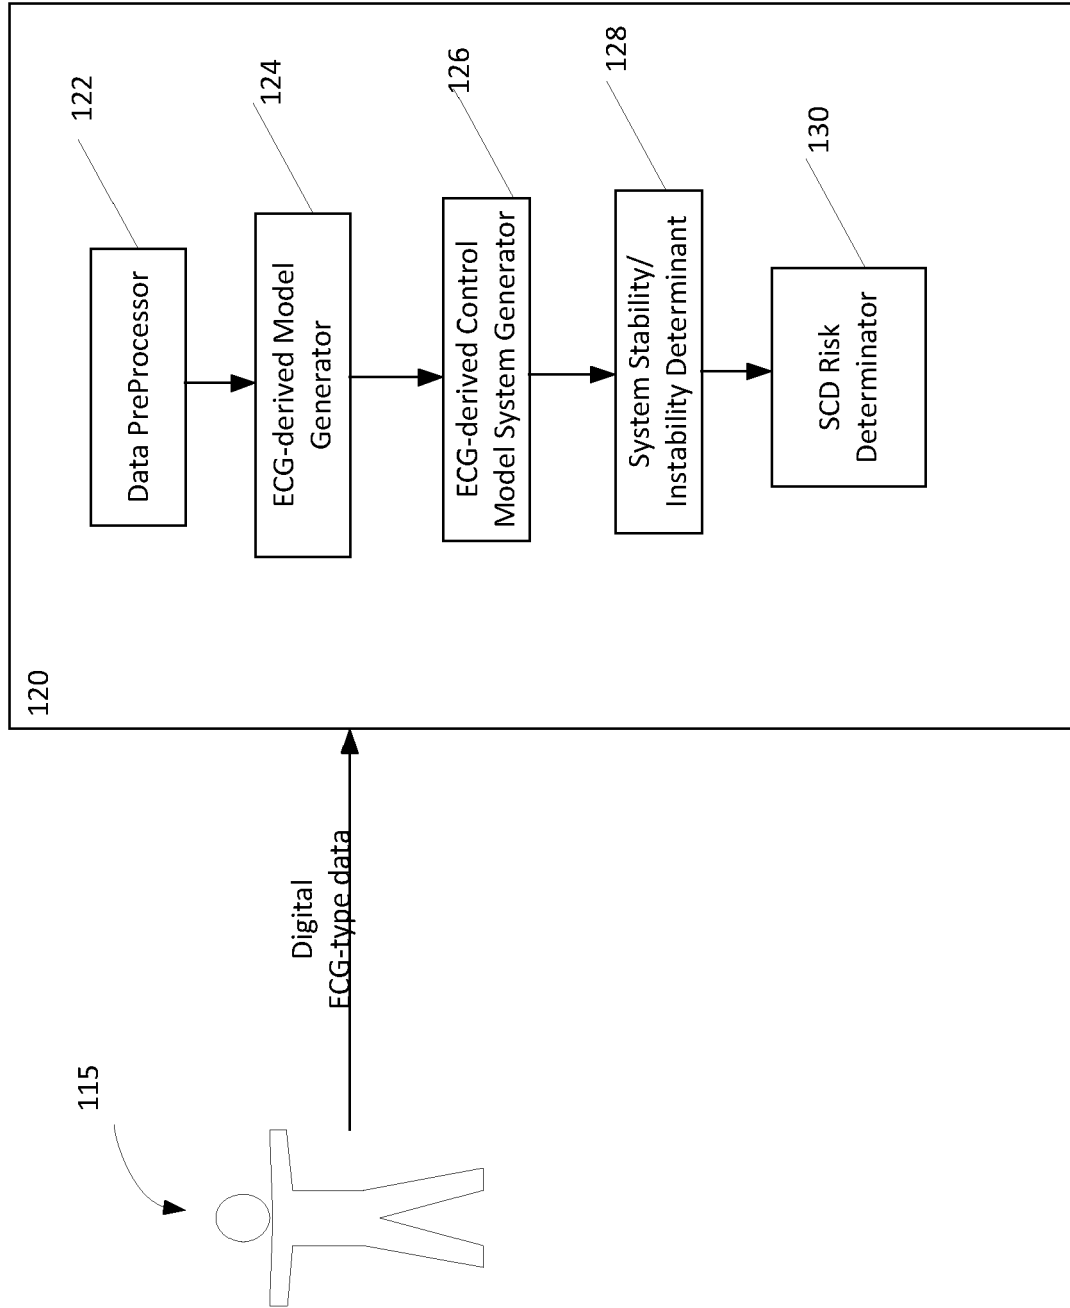 120
122
Data PreProcessor
124
ECG-derived Model
Generator
126
ECG-derived Control
Model System Generator
128
System Stability/
Instability Determinant
130
SCD Risk
Determinator
Digital
ECG-type data
115